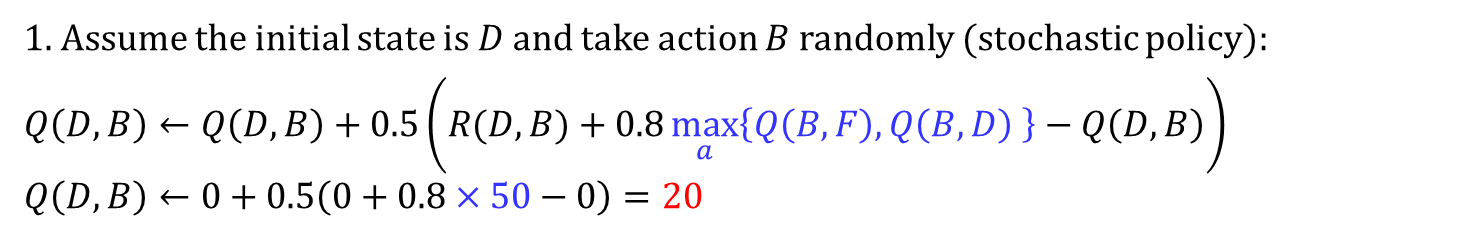 1. Assume the initial state is D and take action B randomly (stochastic policy):
Q(D, B) ← Q(D, B) + 0.5 ( R(D, B) + 0.8 max{Q(B, F), Q(B, D) } − Q(D, B) )
a
Q(D, B) ← 0 + 0.5(0 + 0.8 × 50 − 0) = 20